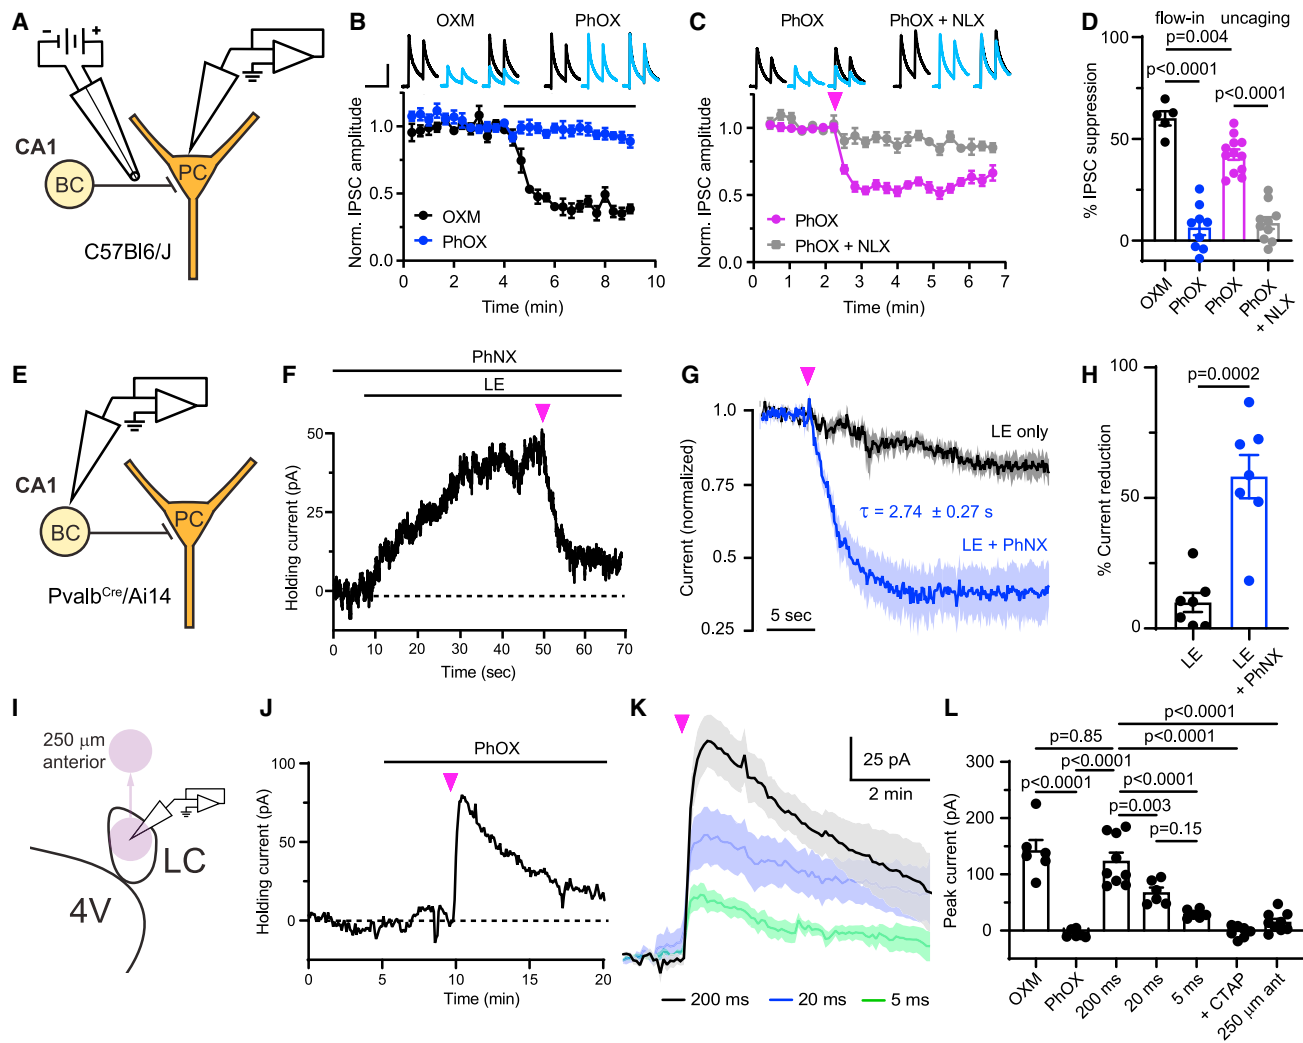 A
CA1
BC
PC
C57Bl6/J
B
OXM
PhOX
Norm. IPSC amplitude
1.0
0.5
0.0
OXM
PhOX
0
2
4
6
8
10
Time (min)
C
PhOX
PhOX + NLX
Norm. IPSC amplitude
1.0
0.5
0.0
PhOX
PhOX + NLX
0
1
2
3
4
5
6
7
Time (min)
D
flow-in
uncaging
p=0.004
p<0.0001
p<0.0001
% IPSC suppression
100
50
0
OXM
PhOX
PhOX
PhOX
+ NLX
E
CA1
BC
PC
PvalbCre/Ai14
F
PhNX
LE
Holding current (pA)
50
25
0
0
10
20
30
40
50
60
70
Time (sec)
G
Current (normalized)
1.0
0.75
0.5
0.25
LE only
τ = 2.74 ± 0.27 s
LE + PhNX
5 sec
H
p=0.0002
% Current reduction
100
50
0
LE
LE
+ PhNX
I
250 µm
anterior
LC
4V
J
PhOX
Holding current (pA)
100
50
0
0
5
10
15
20
Time (min)
K
25 pA
2 min
200 ms
20 ms
5 ms
L
p<0.0001
p=0.85
p<0.0001
p<0.0001
p<0.0001
p<0.0001
p=0.003
p=0.15
Peak current (pA)
300
200
100
0
OXM
PhOX
200 ms
20 ms
5 ms
+ CTAP
250 µm ant